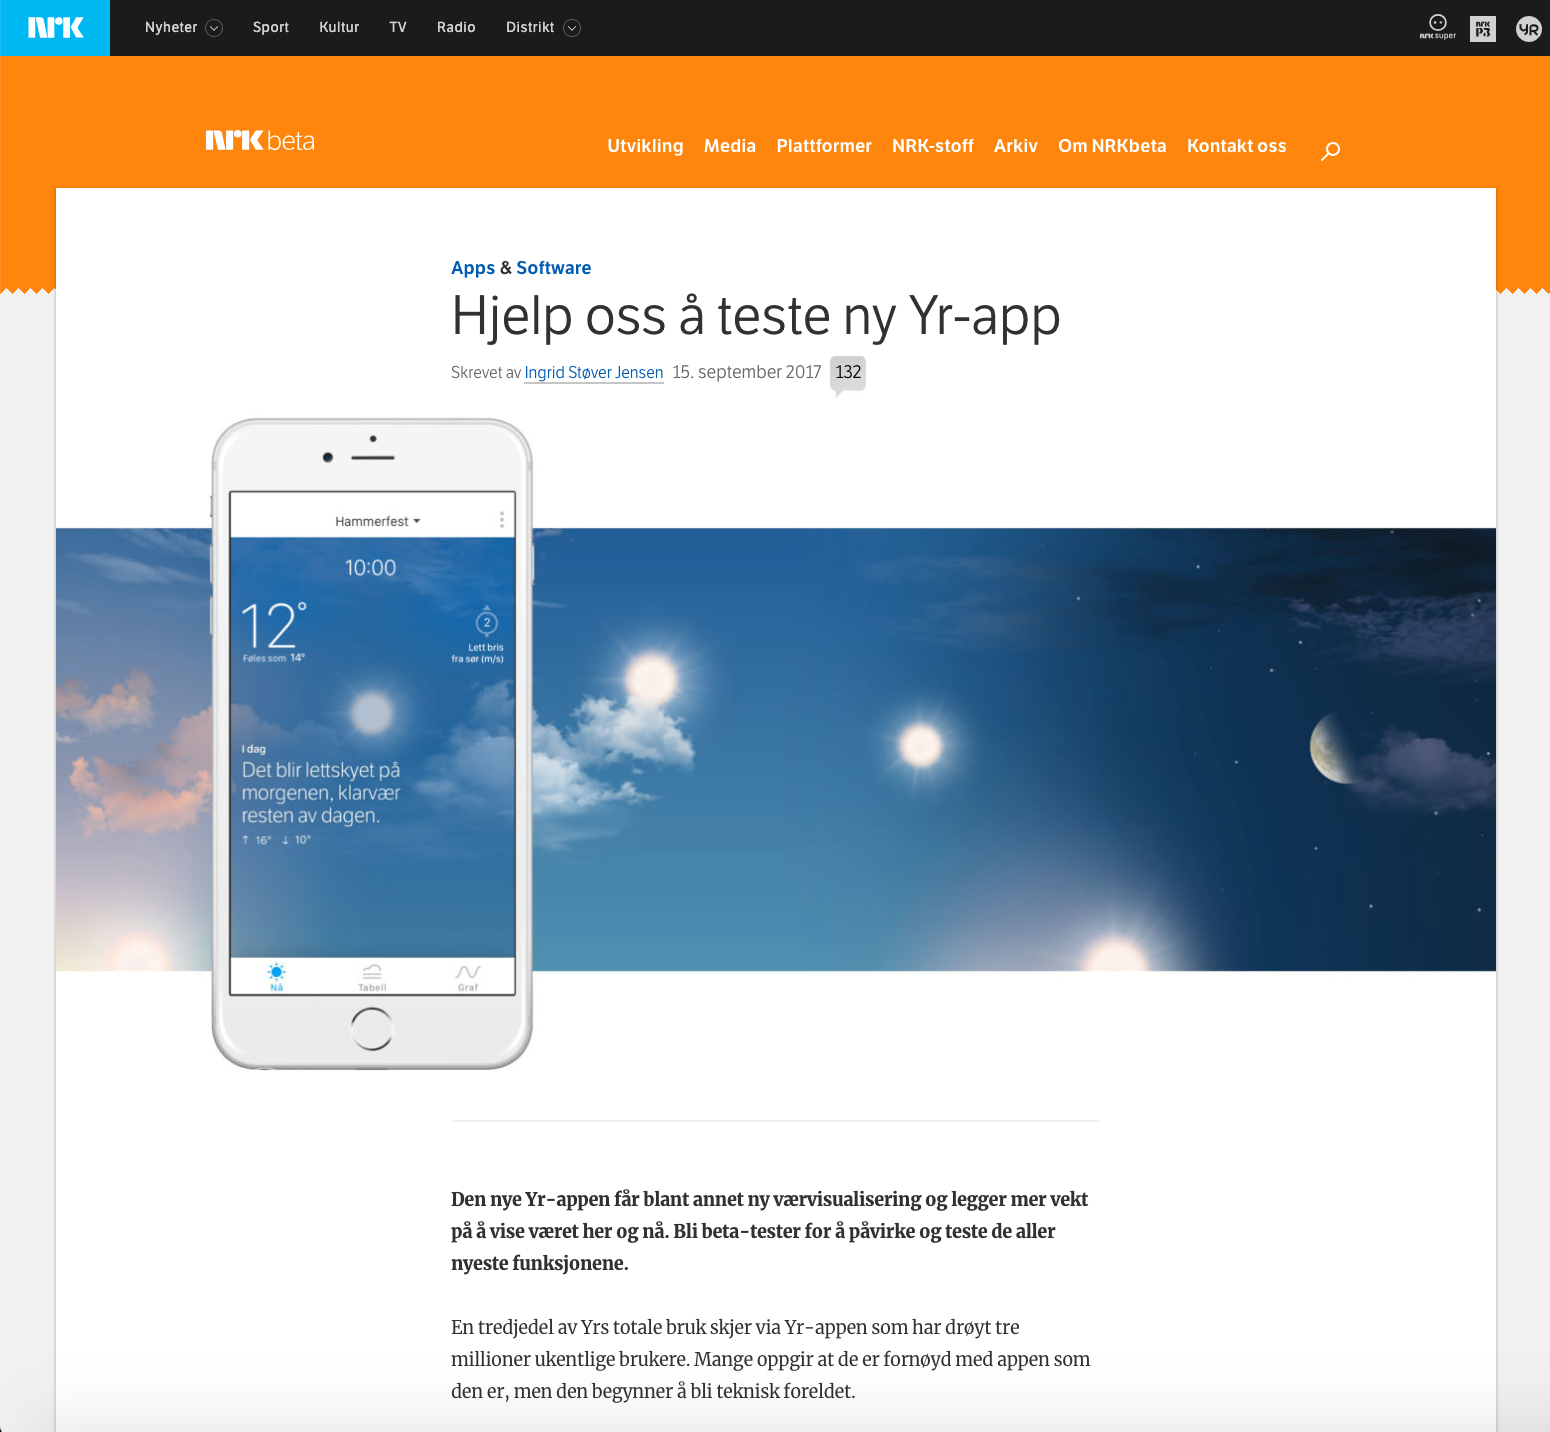 NRK
Nyheter
Sport
Kultur
TV
Radio
Distrikt
nrk super
nrk P3
YR
nrk beta
Utvikling
Media
Plattformer
NRK-stoff
Arkiv
Om NRKbeta
Kontakt oss
Apps & Software
Hjelp oss å teste ny Yr-app
Skrevet av Ingrid Støver Jensen 15. september 2017 132
Hammerfest
10:00
12°
Føles som 14°
2
Lett bris
fra sør (m/s)
I dag
Det blir lettskyet på
morgenen, klarvær
resten av dagen.
↑ 16° ↓ 10°
Nå
Tabell
Graf
Den nye Yr-appen får blant annet ny værvisualisering og legger mer vekt
på å vise været her og nå. Bli beta-tester for å påvirke og teste de aller
nyeste funksjonene.
En tredjedel av Yrs totale bruk skjer via Yr-appen som har drøyt tre
millioner ukentlige brukere. Mange oppgir at de er fornøyd med appen som
den er, men den begynner å bli teknisk foreldet.